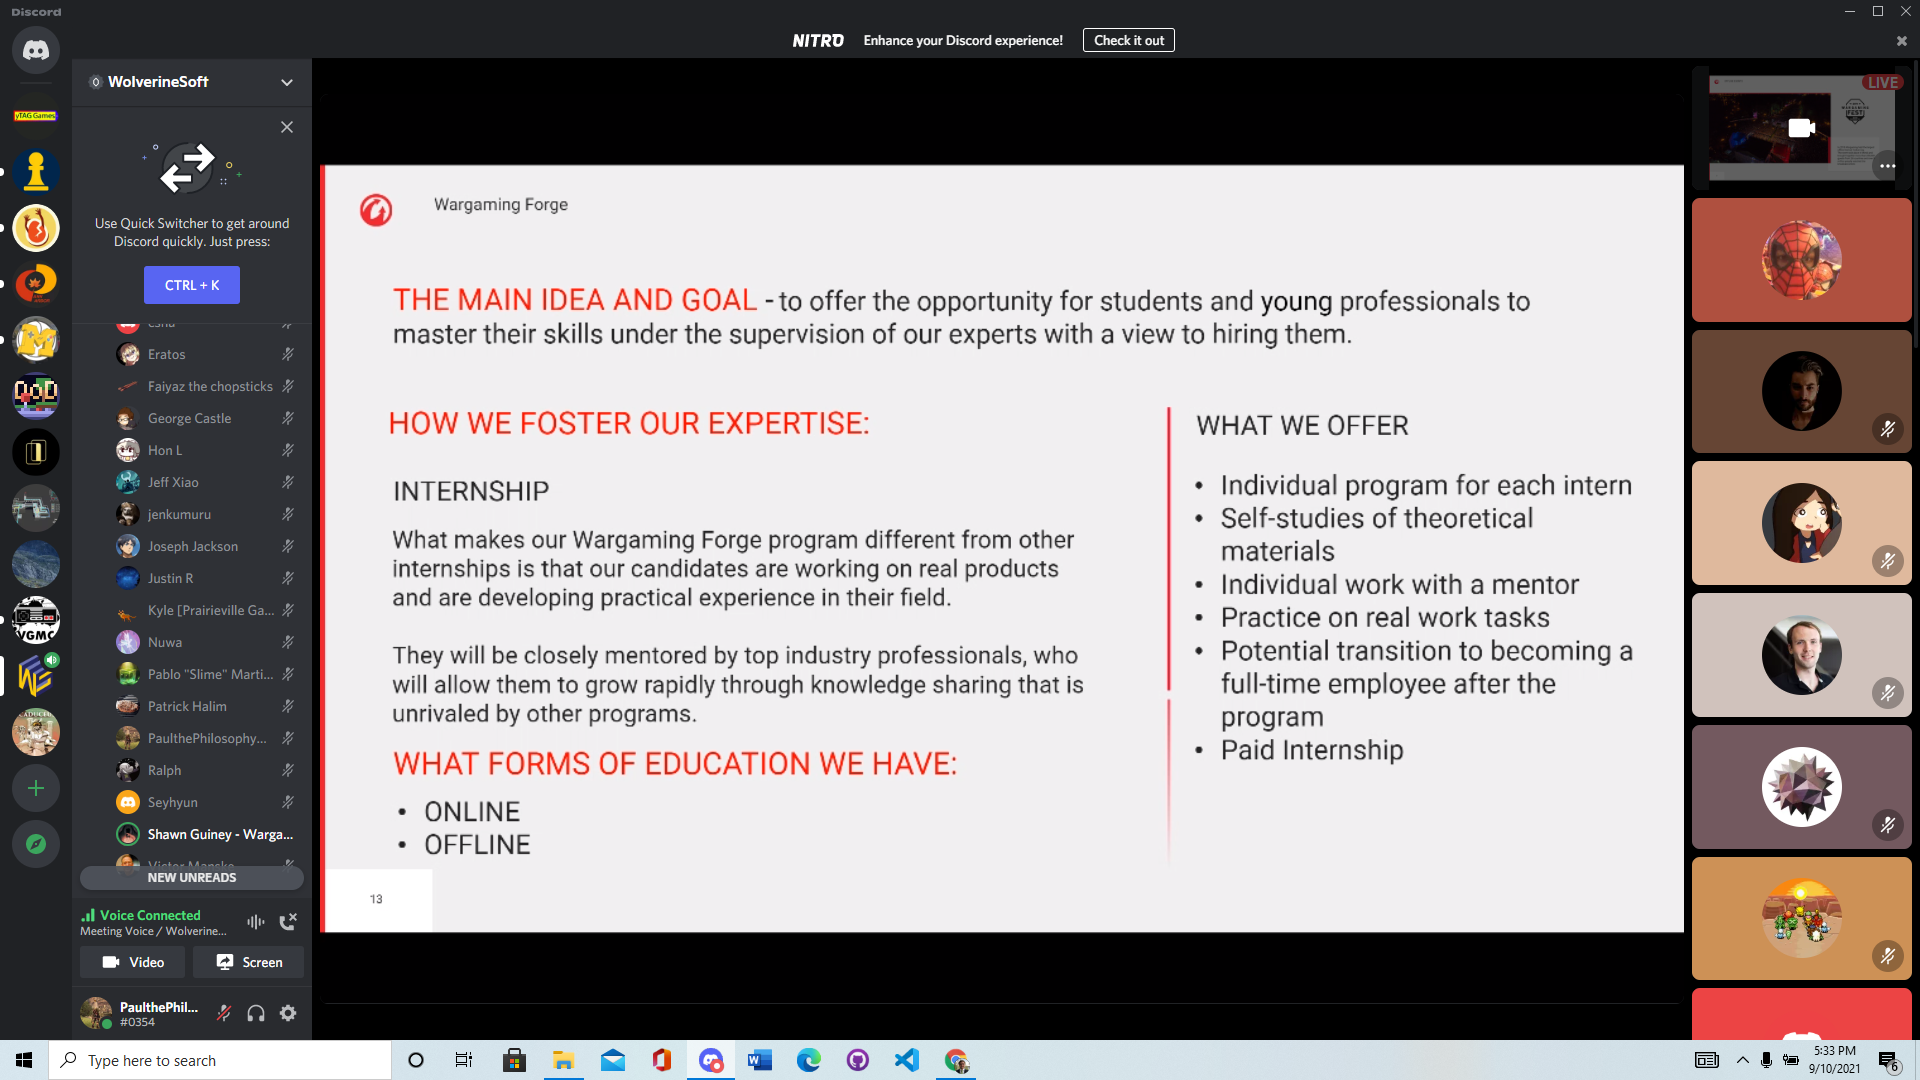 Discord
NITRO Enhance your Discord experience! Check it out
yTAG Games
VGMC
WolverineSoft
Use Quick Switcher to get around
Discord quickly. Just press:
CTRL + K
Eratos
Faiyaz the chopsticks
George Castle
Hon L
Jeff Xiao
jenkumuru
Joseph Jackson
Justin R
Kyle [Prairieville Ga...
Nuwa
Pablo "Slime" Marti...
Patrick Halim
PaulthePhilosophy...
Ralph
Seyhyun
Shawn Guiney - Warga...
NEW UNREADS
Voice Connected
Meeting Voice / Wolverine...
Video
Screen
PaulthePhil...
#0354
Wargaming Forge
THE MAIN IDEA AND GOAL - to offer the opportunity for students and young professionals to
master their skills under the supervision of our experts with a view to hiring them.
HOW WE FOSTER OUR EXPERTISE:
INTERNSHIP
What makes our Wargaming Forge program different from other
internships is that our candidates are working on real products
and are developing practical experience in their field.
They will be closely mentored by top industry professionals, who
will allow them to grow rapidly through knowledge sharing that is
unrivaled by other programs.
WHAT FORMS OF EDUCATION WE HAVE:
• ONLINE
• OFFLINE
13
WHAT WE OFFER
• Individual program for each intern
• Self-studies of theoretical
materials
• Individual work with a mentor
• Practice on real work tasks
• Potential transition to becoming a
full-time employee after the
program
• Paid Internship
LIVE
Type here to search
5:33 PM
9/10/2021
6